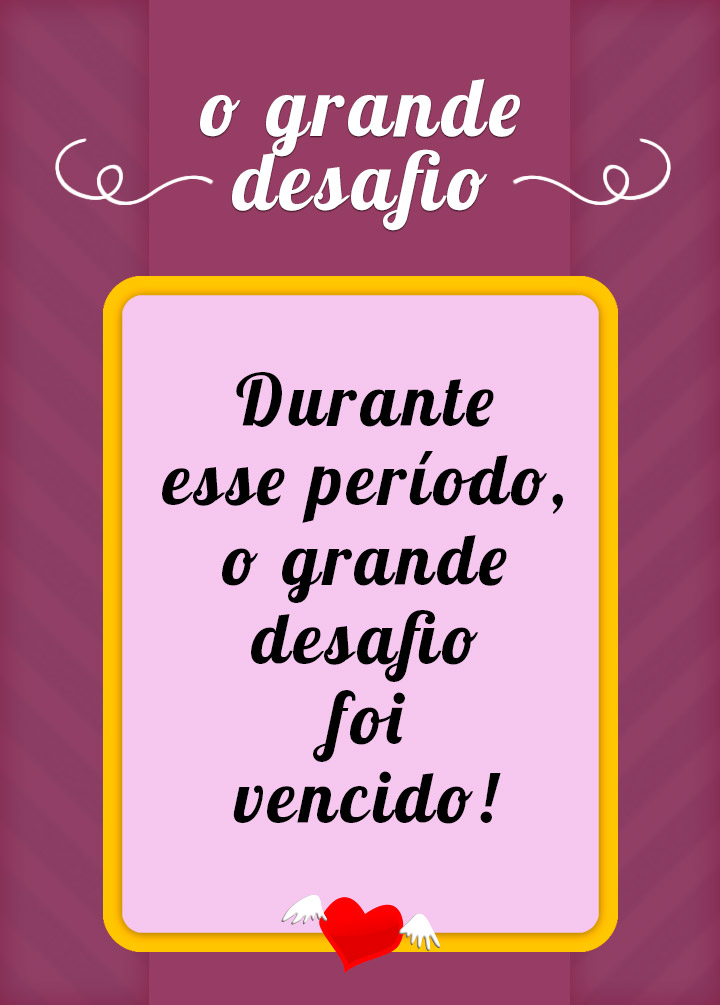 o grande
desafio
Durante
esse período,
o grande
desafio
foi
vencido!